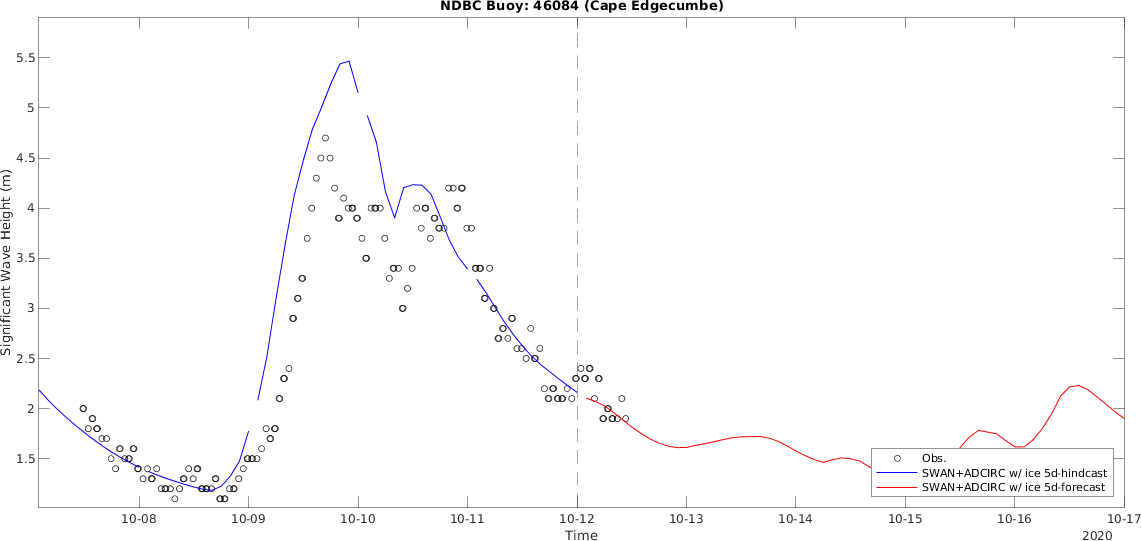 NDBC Buoy: 46084 (Cape Edgecumbe)
Significant Wave Height (m)
5.5
5
4.5
4
3.5
3
2.5
2
1.5
Obs.
SWAN+ADCIRC w/ ice 5d-hindcast
SWAN+ADCIRC w/ ice 5d-forecast
10-08 10-09 10-10 10-11 10-12 10-13 10-14 10-15 10-16 10-17
Time
2020